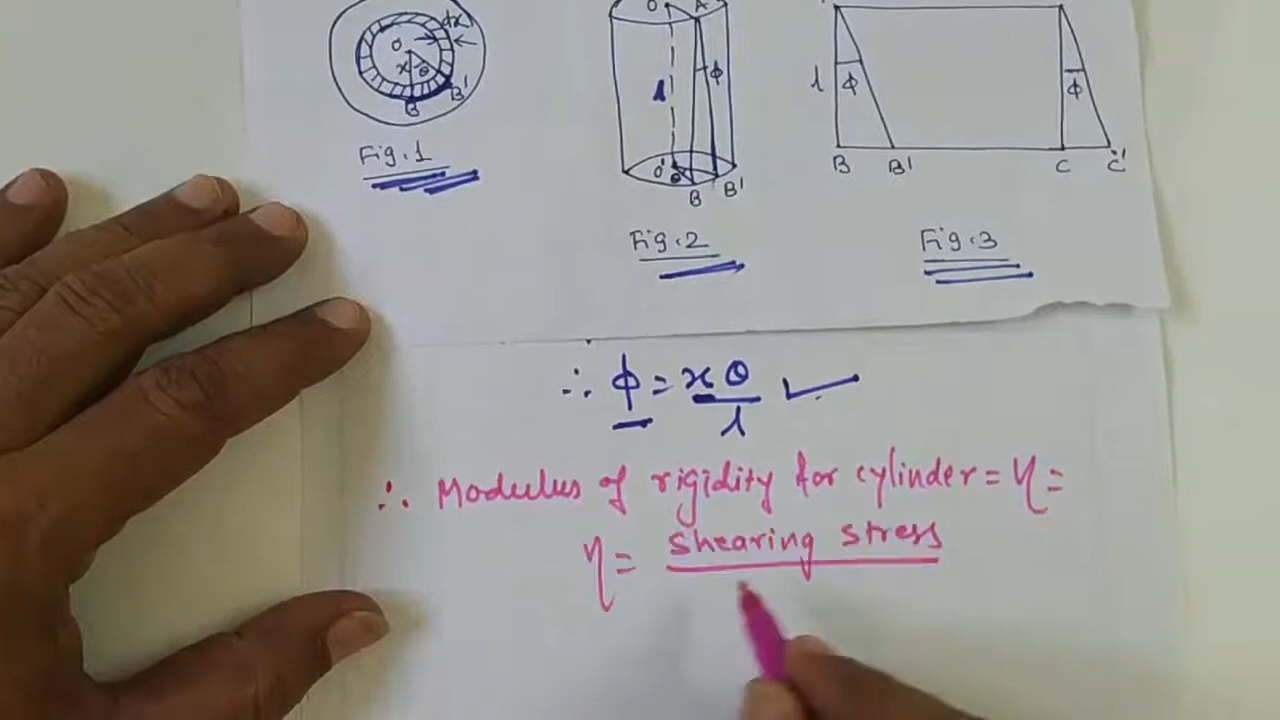 O A
dx
O
x θ
B B'
l ϕ
O' θ
B B'
l ϕ ϕ
B B' C C'
Fig.1
Fig.2
Fig.3
∴ ϕ = xθ / l
∴ Modulus of rigidity for cylinder = η =
η = Shearing stress